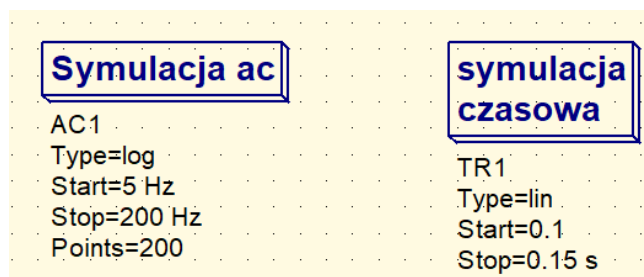 Symulacja ac
AC1
Type=log
Start=5 Hz
Stop=200 Hz
Points=200
symulacja
czasowa
TR1
Type=lin
Start=0.1
Stop=0.15 s